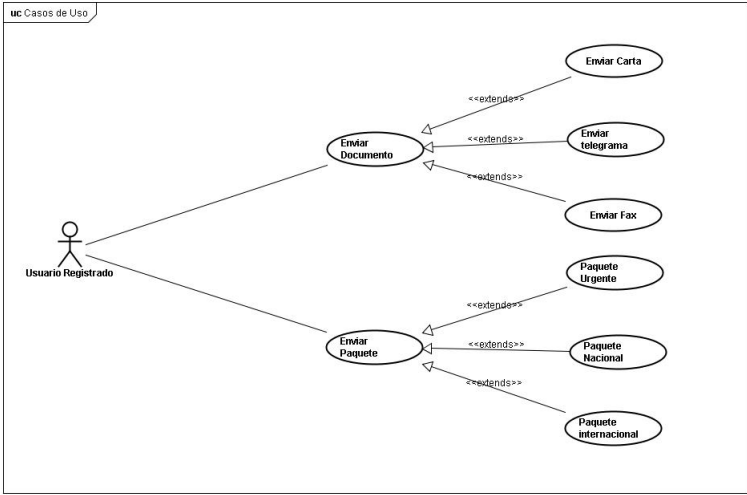 uc Casos de Uso
Enviar Carta
<<extends>>
Enviar
telegrama
<<extends>>
Enviar
Documento
<<extends>>
Enviar Fax
Usuario Registrado
Paquete
Urgente
<<extends>>
Enviar
Paquete
<<extends>>
Paquete
Nacional
<<extends>>
Paquete
internacional